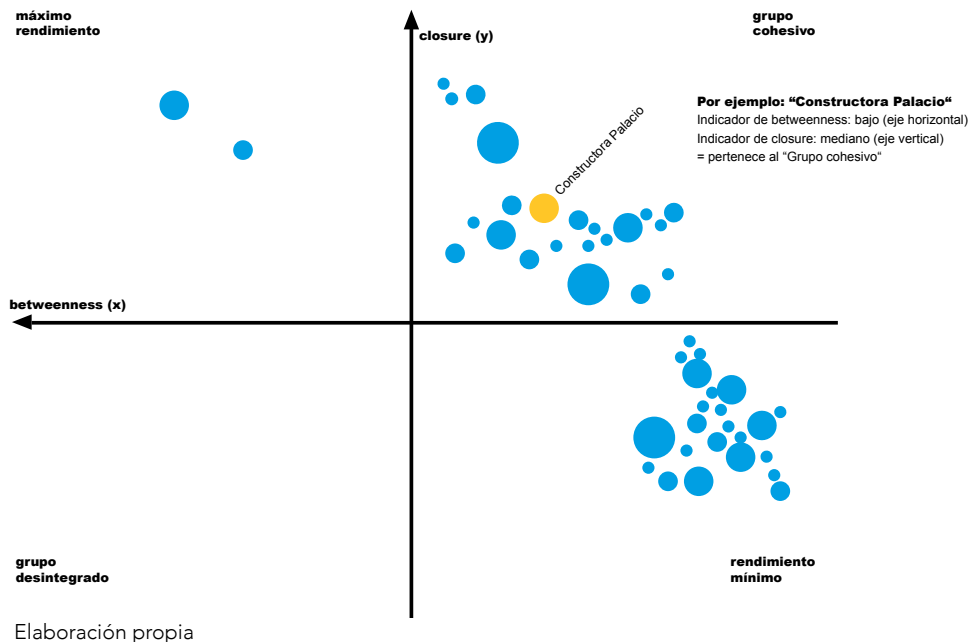 máximo
rendimiento
grupo
cohesivo
closure (y)
Por ejemplo: “Constructora Palacio“
Indicador de betweenness: bajo (eje horizontal)
Indicador de closure: mediano (eje vertical)
= pertenece al “Grupo cohesivo“
Constructora Palacio
betweenness (x)
grupo
desintegrado
rendimiento
mínimo
Elaboración propia